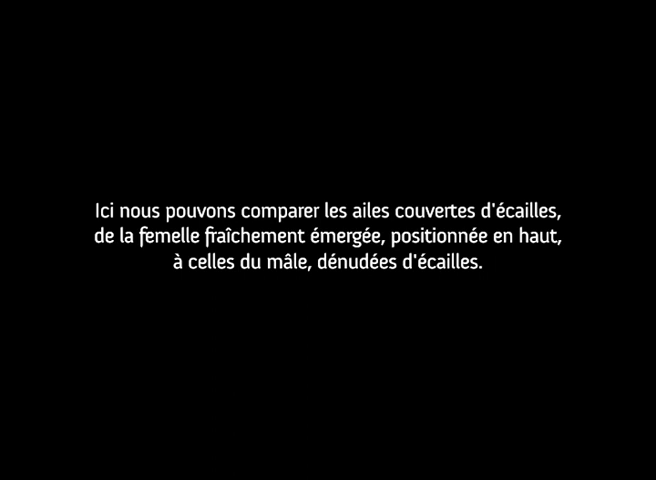 Ici nous pouvons comparer les ailes couvertes d'écailles,
de la femelle fraîchement émergée, positionnée en haut,
à celles du mâle, dénudées d'écailles.